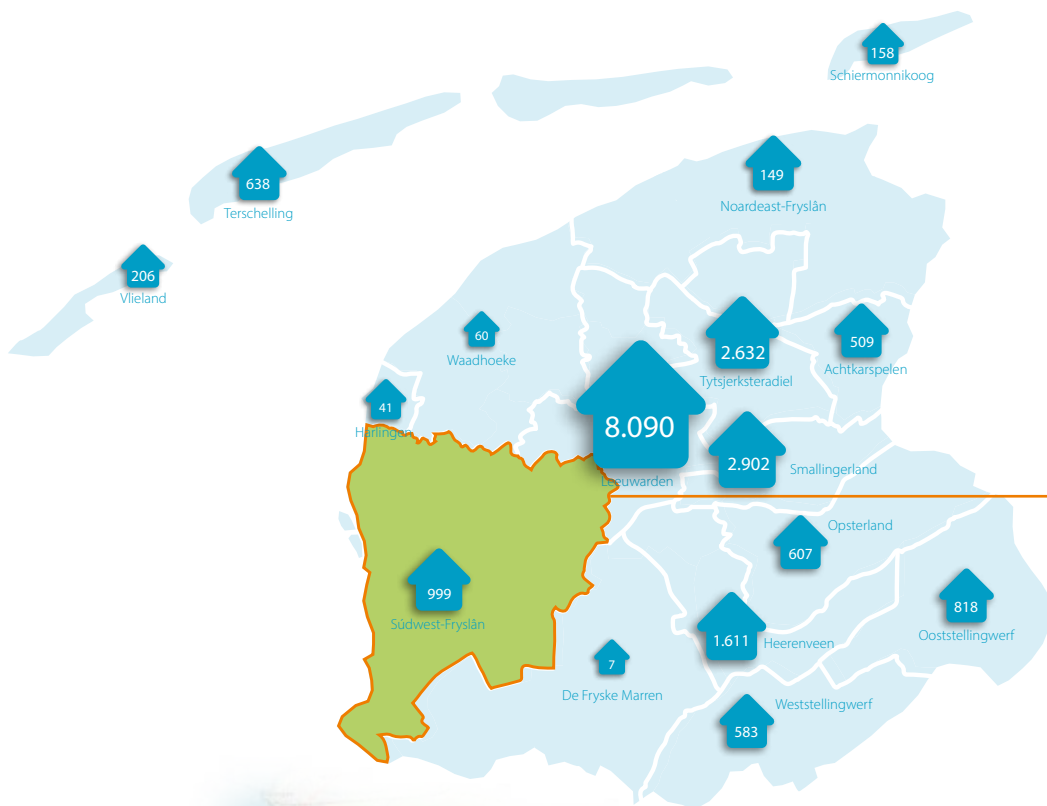 158
Schiermonnikoog
149
Noardeast-Fryslân
638
Terschelling
206
Vlieland
60
Waadhoeke
2.632
Tytsjerksteradiel
509
Achtkarspelen
41
Harlingen
8.090
Leeuwarden
2.902
Smallingerland
Opsterland
607
999
Súdwest-Fryslân
818
Ooststellingwerf
1.611
Heerenveen
7
De Fryske Marren
Weststellingwerf
583